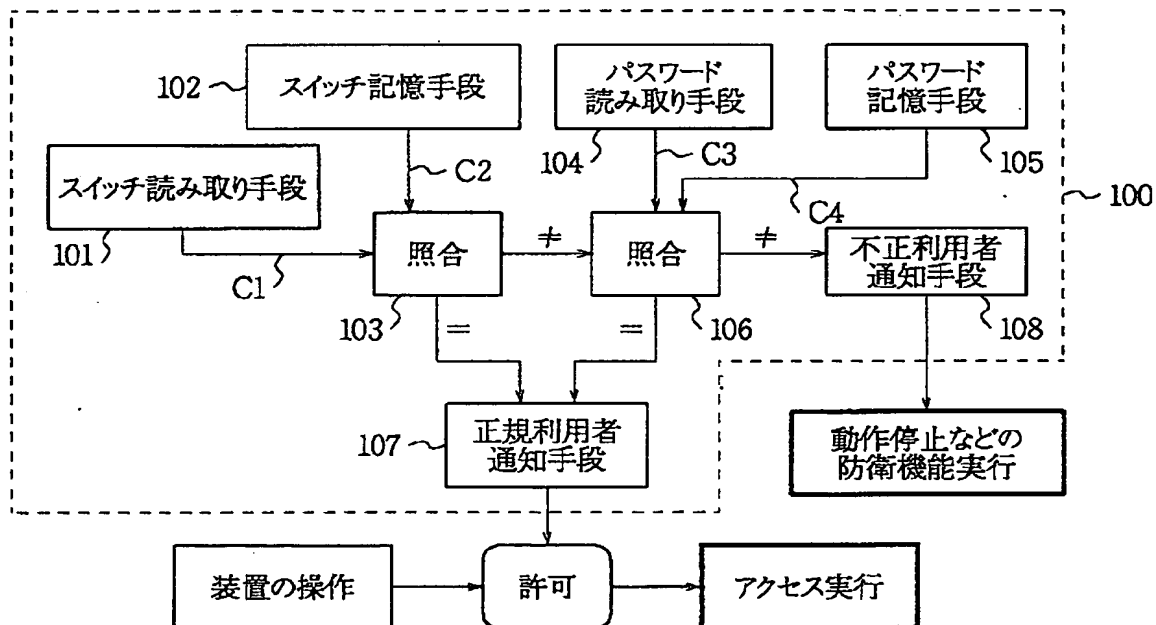 102
スイッチ記憶手段
パスワード
読み取り手段
パスワード
記憶手段
104
C3
105
C2
スイッチ読み取り手段
C4
100
101
C1
照合
≠
照合
≠
不正利用者
通知手段
103
=
=
106
108
107
正規利用者
通知手段
動作停止などの
防衛機能実行
装置の操作
許可
アクセス実行